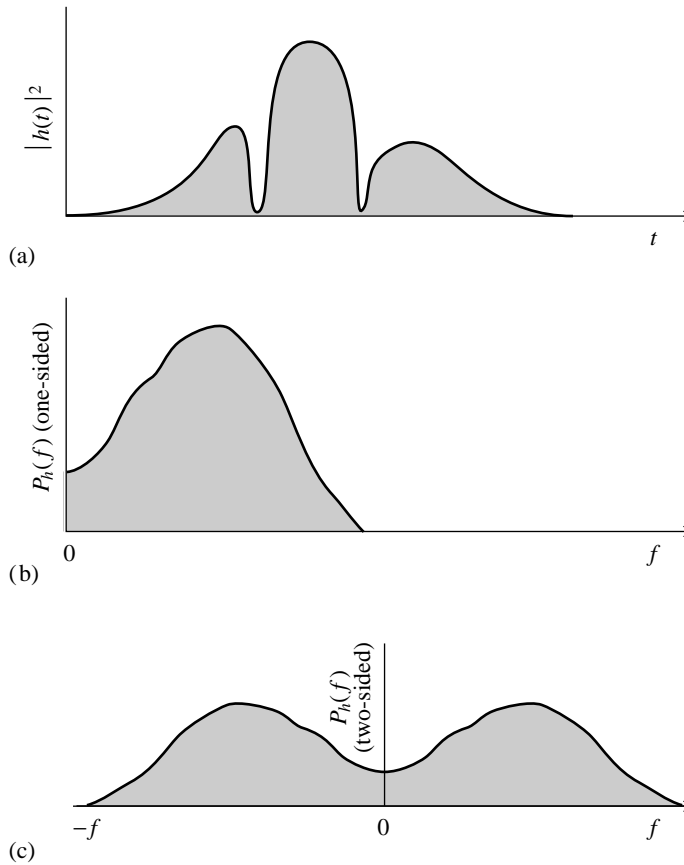 |h(t)|²
(a)
t
P_h(f) (one-sided)
0
f
(b)
P_h(f)
(two-sided)
−f
0
f
(c)